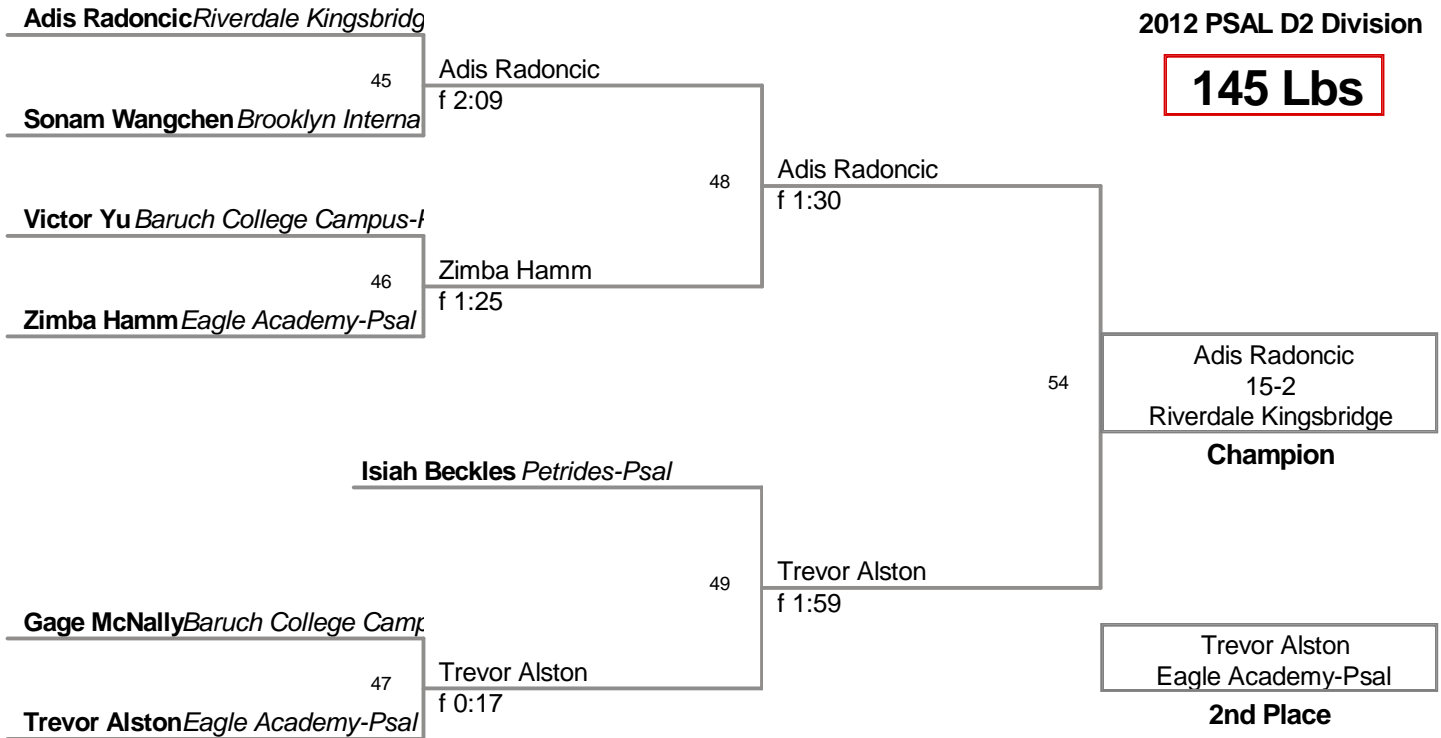 Adis Radoncic Riverdale Kingsbridg
2012 PSAL D2 Division
145 Lbs
45
Adis Radoncic
f 2:09
Sonam Wangchen Brooklyn Interna
48
Adis Radoncic
f 1:30
Victor Yu Baruch College Campus-
46
Zimba Hamm
f 1:25
Zimba Hamm Eagle Academy-Psal
54
Adis Radoncic
15-2
Riverdale Kingsbridge
Champion
Isiah Beckles Petrides-Psal
49
Trevor Alston
f 1:59
Gage McNally Baruch College Camp
47
Trevor Alston
f 0:17
Trevor Alston Eagle Academy-Psal
Trevor Alston
Eagle Academy-Psal
2nd Place